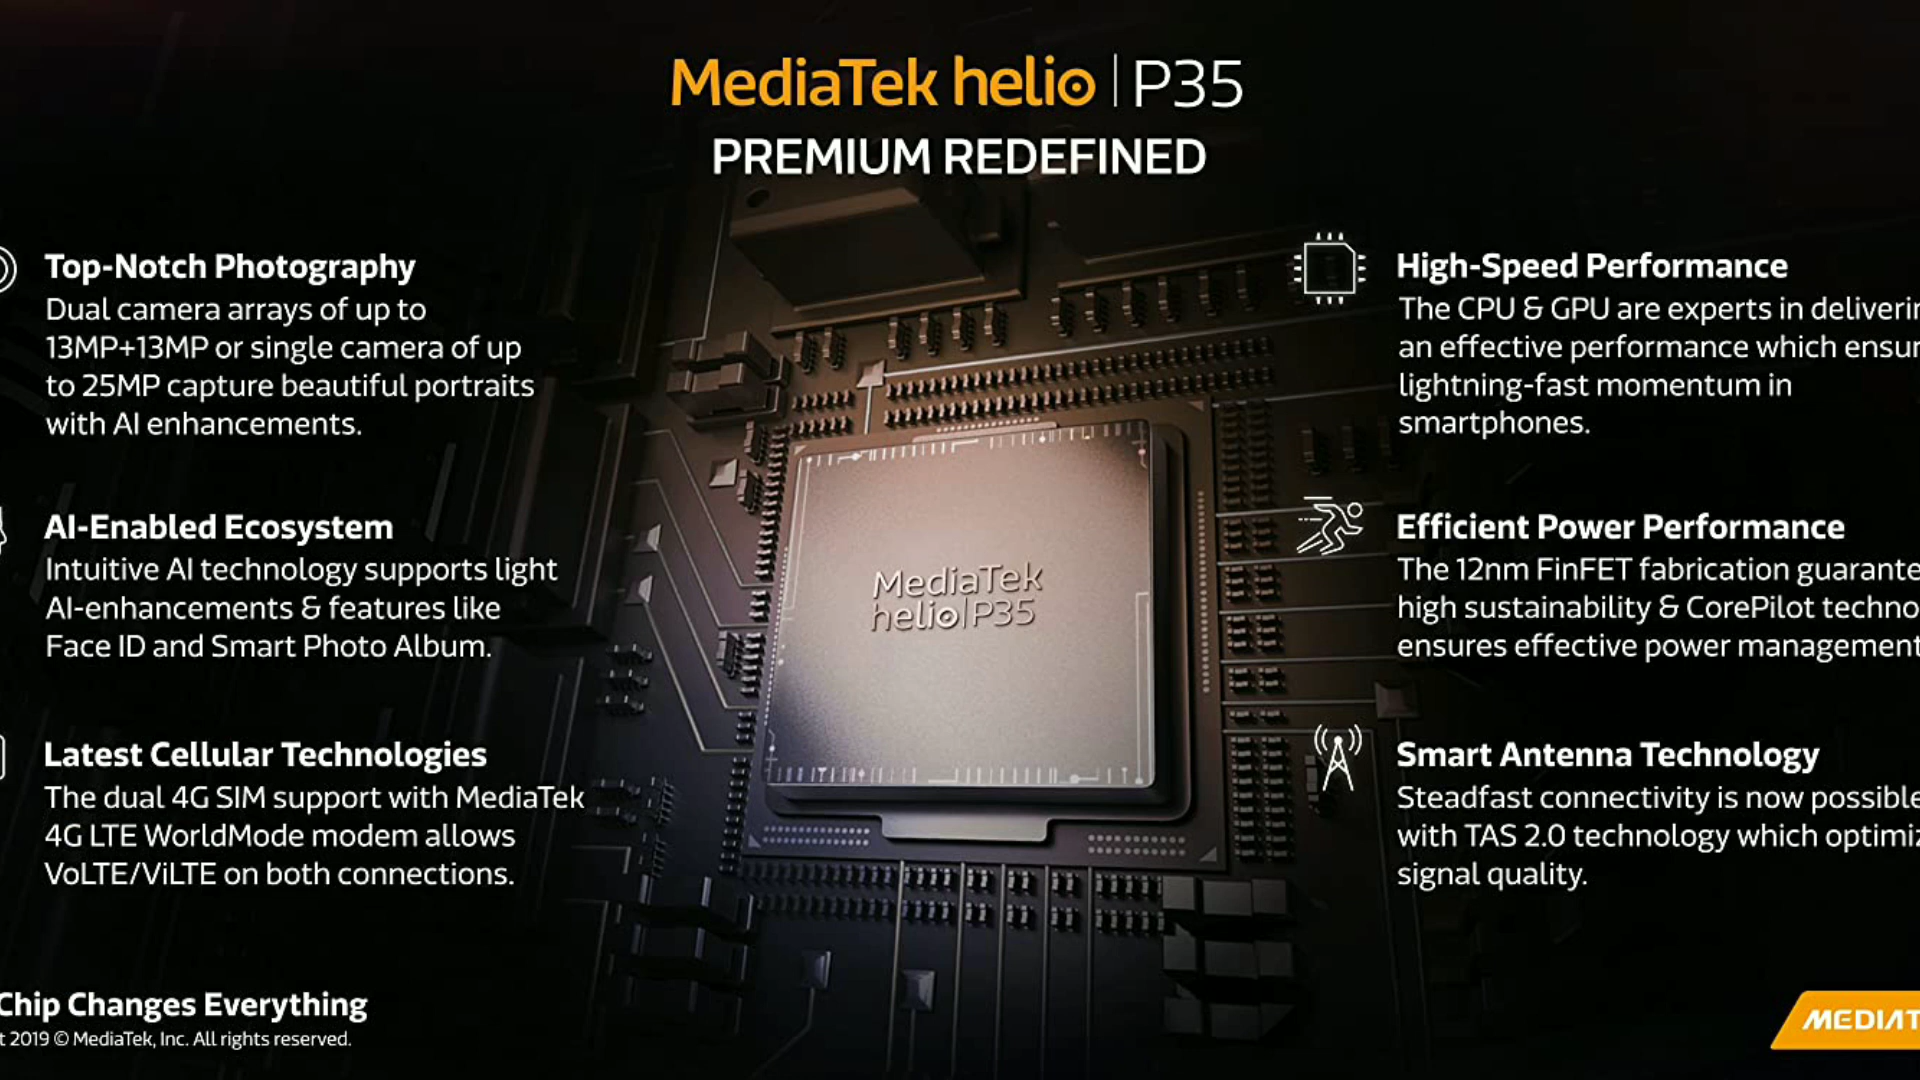 MediaTek helio | P35
PREMIUM REDEFINED
Top-Notch Photography
Dual camera arrays of up to
13MP+13MP or single camera of up
to 25MP capture beautiful portraits
with AI enhancements.
AI-Enabled Ecosystem
Intuitive AI technology supports light
AI-enhancements & features like
Face ID and Smart Photo Album.
Latest Cellular Technologies
The dual 4G SIM support with MediaTek
4G LTE WorldMode modem allows
VoLTE/ViLTE on both connections.
MediaTek
helio|P35
High-Speed Performance
The CPU & GPU are experts in
an effective performance which
lightning-fast momentum in
smartphones.
Efficient Power Performance
The 12nm FinFET fabrication
high sustainability & CorePilot
ensures effective power management
Smart Antenna Technology
Steadfast connectivity is now possible
with TAS 2.0 technology which
signal quality.
Chip Changes Everything
2019 © MediaTek, Inc. All rights reserved.